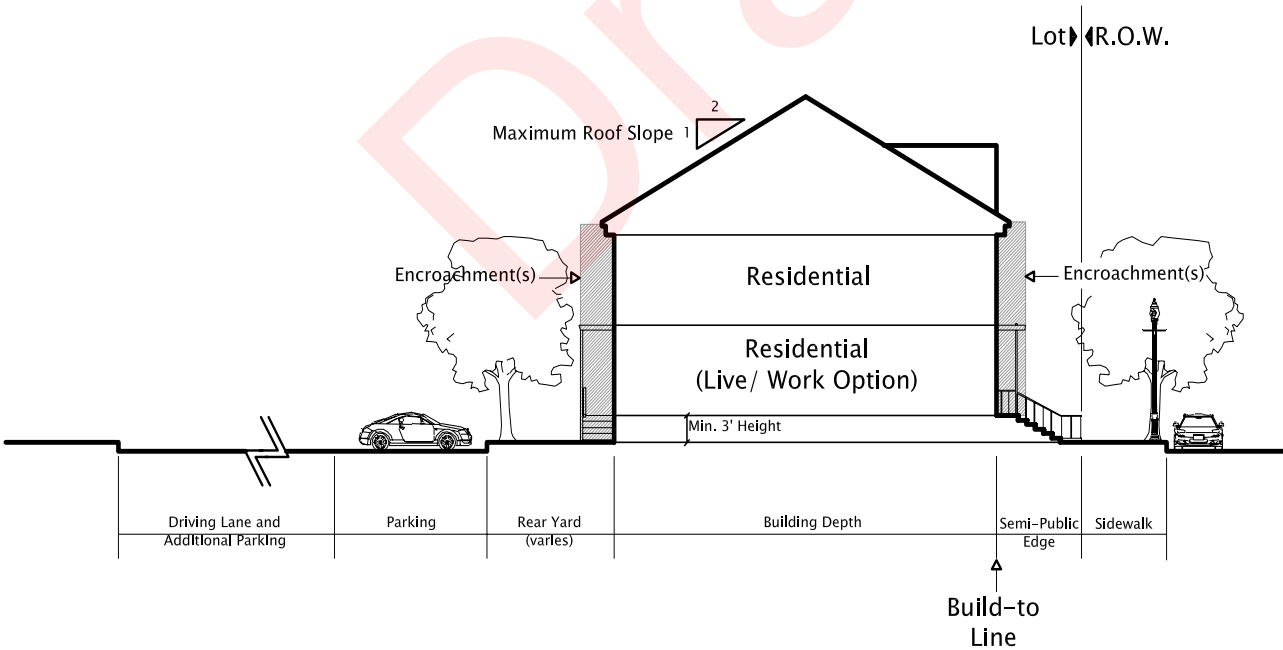 Lot R.O.W.
2
Maximum Roof Slope 1
Encroachment(s)
Residential
Encroachment(s)
Residential
(Live/ Work Option)
Min. 3' Height
Driving Lane and
Additional Parking
Parking
Rear Yard
(varies)
Building Depth
Semi-Public
Edge
Sidewalk
Build-to
Line
Dra